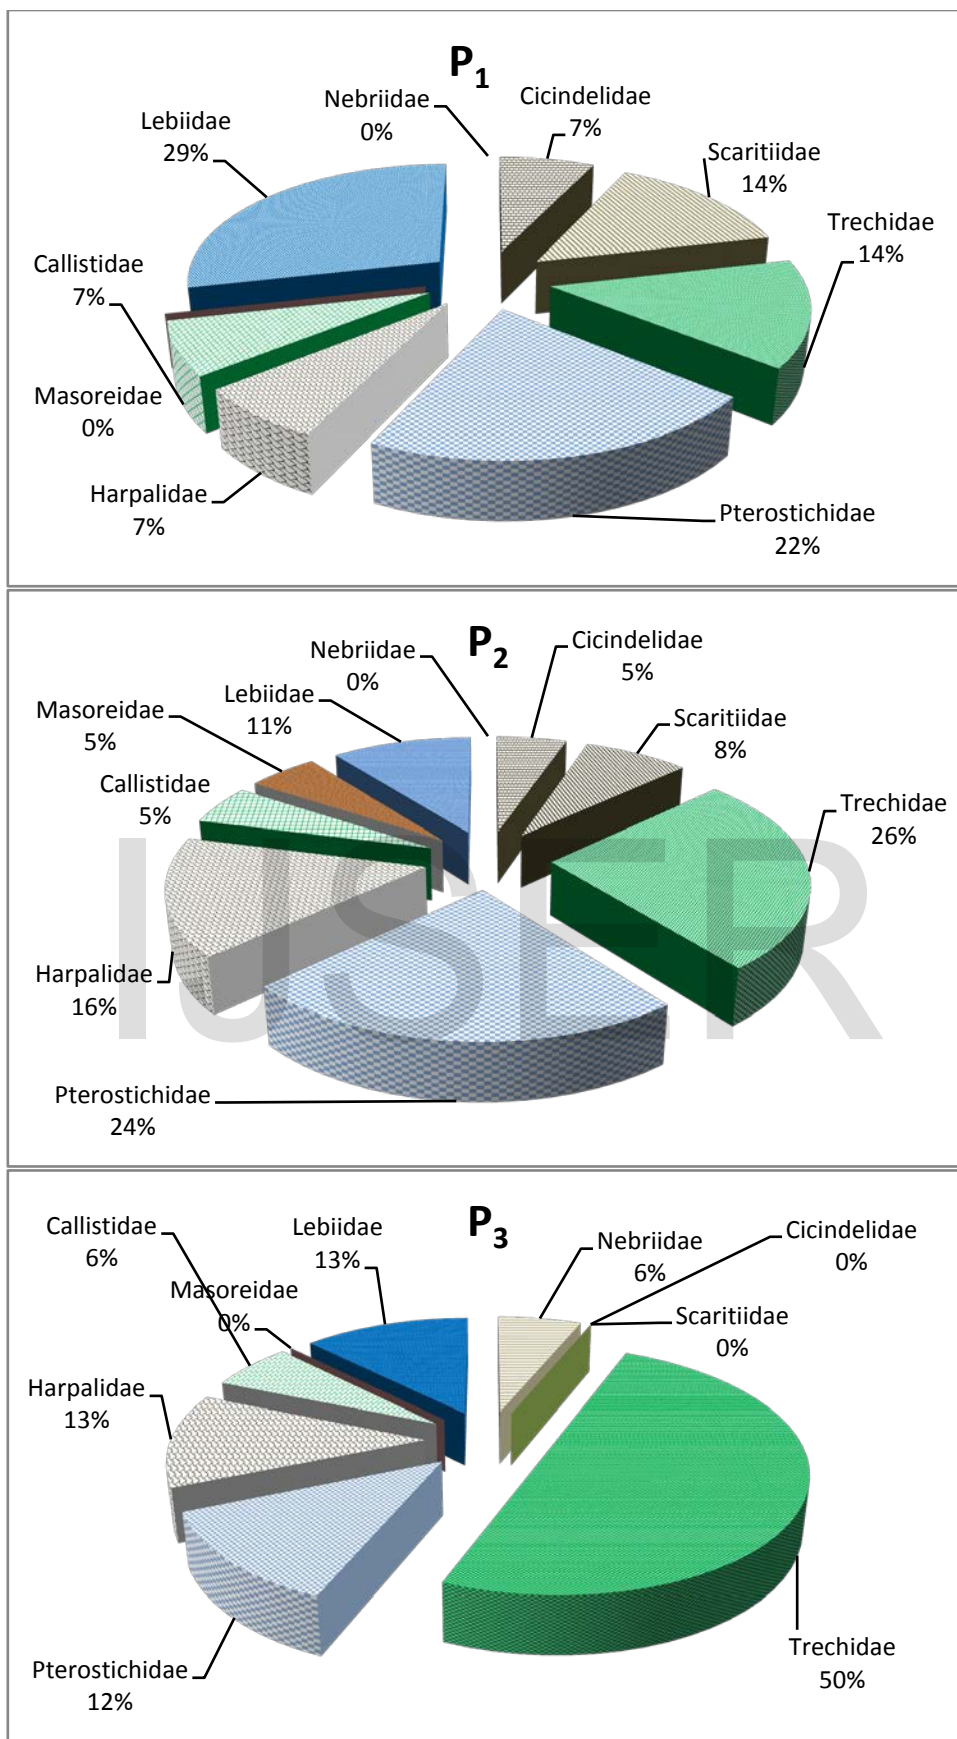 P1
Nebriidae
0%
Cicindelidae
7%
Scaritiidae
14%
Trechidae
14%
Pterostichidae
22%
Harpalidae
7%
Masoreidae
0%
Callistidae
7%
Lebiidae
29%
P2
Nebriidae
0%
Cicindelidae
5%
Scaritiidae
8%
Trechidae
26%
Pterostichidae
24%
Harpalidae
16%
Callistidae
5%
Masoreidae
5%
Lebiidae
11%
IJSER
P3
Nebriidae
6%
Cicindelidae
0%
Scaritiidae
0%
Trechidae
50%
Pterostichidae
12%
Harpalidae
13%
Callistidae
6%
Masoreidae
0%
Lebiidae
13%